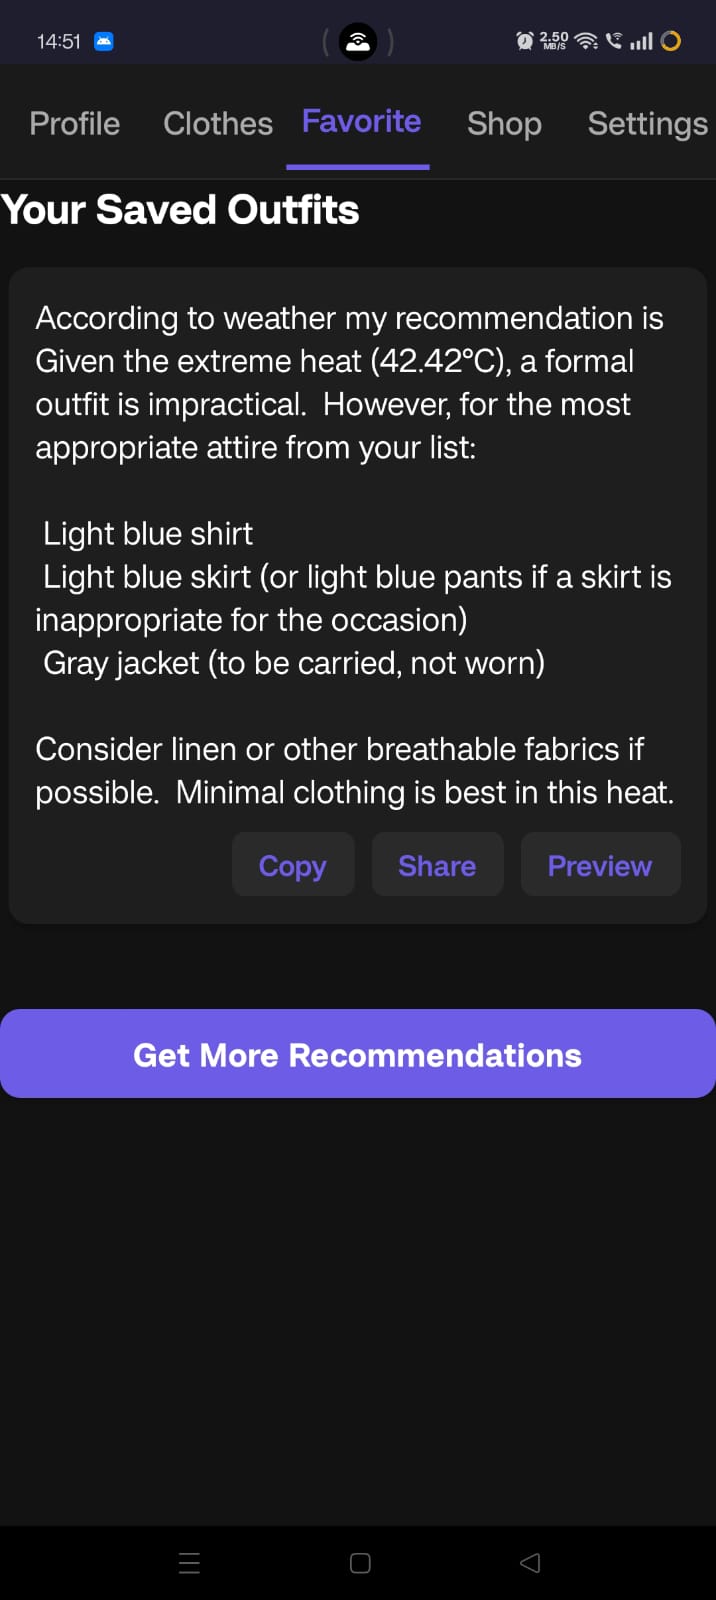 14:51
2.50
MB/S
Profile Clothes Favorite Shop Settings
Your Saved Outfits
According to weather my recommendation is
Given the extreme heat (42.42°C), a formal
outfit is impractical.  However, for the most
appropriate attire from your list:
Light blue shirt
Light blue skirt (or light blue pants if a skirt is
inappropriate for the occasion)
Gray jacket (to be carried, not worn)
Consider linen or other breathable fabrics if
possible.  Minimal clothing is best in this heat.
Copy Share Preview
Get More Recommendations